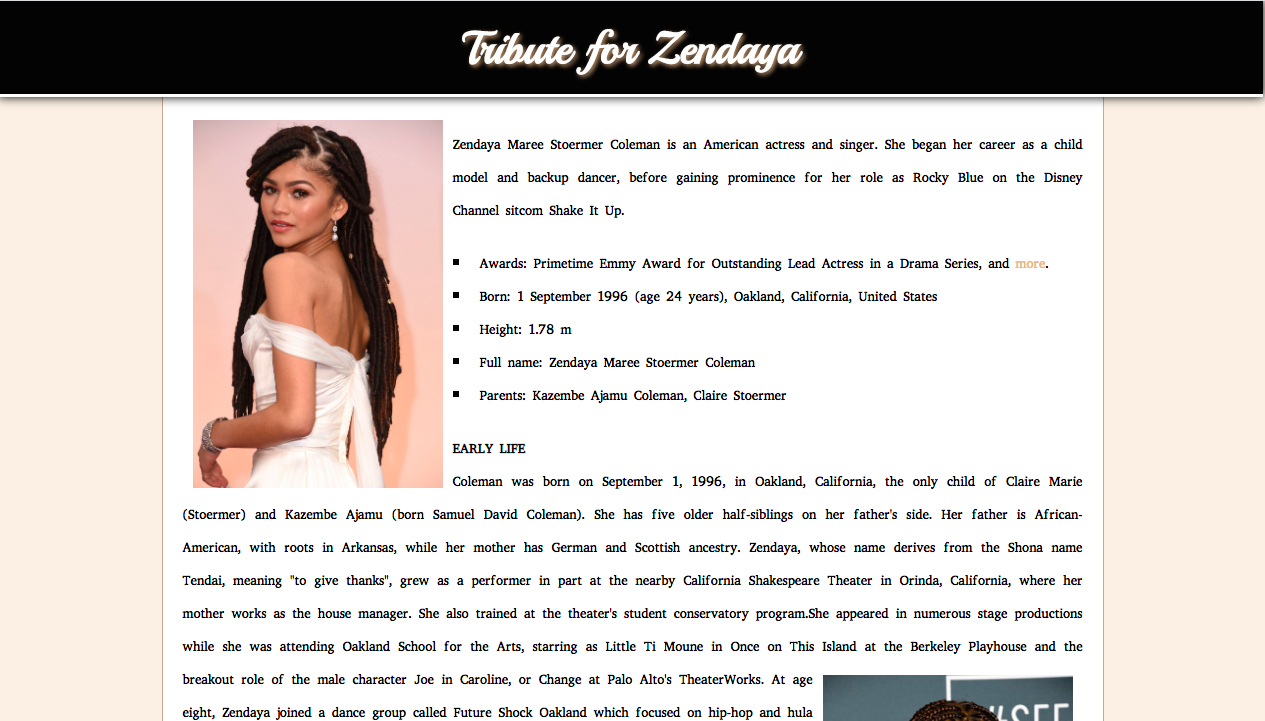 Tribute for Zendaya
Zendaya Maree Stoermer Coleman is an American actress and singer. She began her career as a child
model and backup dancer, before gaining prominence for her role as Rocky Blue on the Disney
Channel sitcom Shake It Up.
Awards: Primetime Emmy Award for Outstanding Lead Actress in a Drama Series, and more.
Born: 1 September 1996 (age 24 years), Oakland, California, United States
Height: 1.78 m
Full name: Zendaya Maree Stoermer Coleman
Parents: Kazembe Ajamu Coleman, Claire Stoermer
EARLY LIFE
Coleman was born on September 1, 1996, in Oakland, California, the only child of Claire Marie
(Stoermer) and Kazembe Ajamu (born Samuel David Coleman). She has five older half-siblings on her father's side. Her father is African-
American, with roots in Arkansas, while her mother has German and Scottish ancestry. Zendaya, whose name derives from the Shona name
Tendai, meaning "to give thanks", grew as a performer in part at the nearby California Shakespeare Theater in Orinda, California, where her
mother works as the house manager. She also trained at the theater's student conservatory program.She appeared in numerous stage productions
while she was attending Oakland School for the Arts, starring as Little Ti Moune in Once on This Island at the Berkeley Playhouse and the
breakout role of the male character Joe in Caroline, or Change at Palo Alto's TheaterWorks. At age
eight, Zendaya joined a dance group called Future Shock Oakland which focused on hip-hop and hula